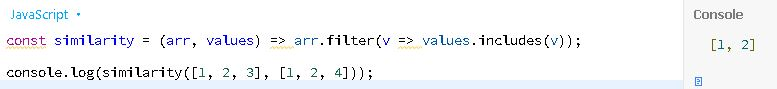 JavaScript
const similarity = (arr, values) => arr.filter(v => values.includes(v));
console.log(similarity([1, 2, 3], [1, 2, 4]));
Console
[1, 2]